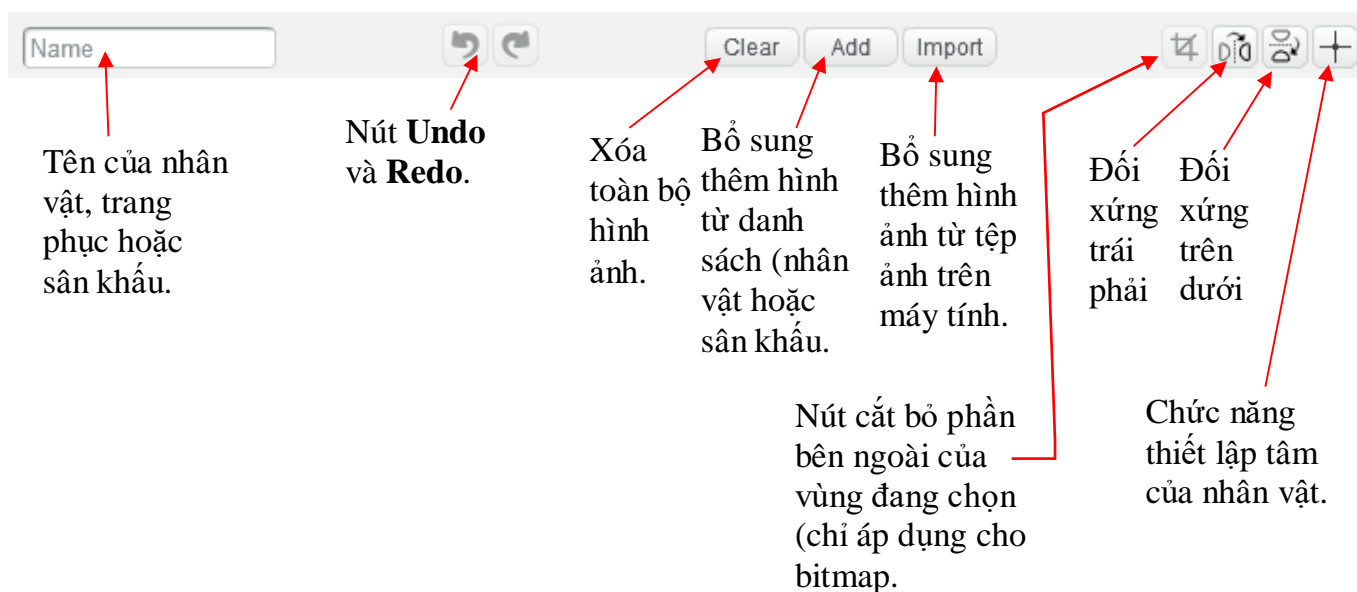 Name
Clear
Add
Import
Tên của nhân
vật, trang
phục hoặc
sân khấu.
Nút Undo
và Redo.
Xóa
toàn bộ
hình
ảnh.
Bổ sung
thêm hình
từ danh
sách (nhân
vật hoặc
sân khấu.
Bổ sung
thêm hình
ảnh từ tệp
ảnh trên
máy tính.
Đối
xứng
trái
phải
Đối
xứng
trên
dưới
Nút cắt bỏ phần
bên ngoài của
vùng đang chọn
(chỉ áp dụng cho
bitmap.
Chức năng
thiết lập tâm
của nhân vật.